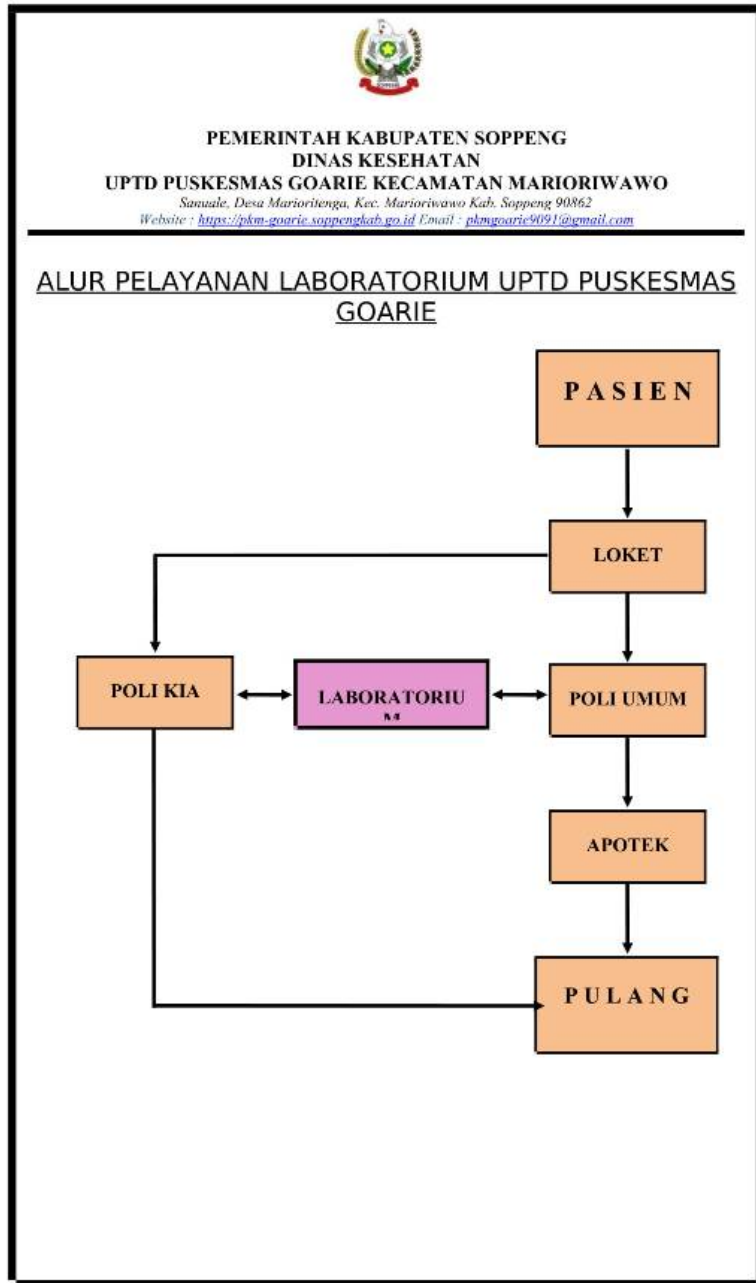 PEMERINTAH KABUPATEN SOPPENG
DINAS KESEHATAN
UPTD PUSKESMAS GOARIE KECAMATAN MARIORIWAWO
Sanuale, Desa Marioritenga, Kec. Marioriwawo Kab. Soppeng 90862
Website : https://pkm-goarie.soppengkab.go.id Email : pkmgoarie9091@gmail.com
ALUR PELAYANAN LABORATORIUM UPTD PUSKESMAS
GOARIE
P A S I E N
LOKET
POLI KIA
LABORATORIU
M
POLI UMUM
APOTEK
P U L A N G